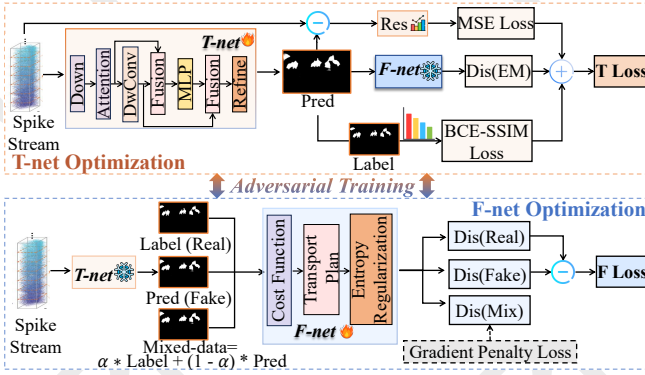 Res
MSE Loss
T-net
Down
Attention
DwConv
Fusion
MLP
Fusion
Refine
Pred
F-net
Dis(EM)
T Loss
Spike
Stream
Label
BCE-SSIM
Loss
T-net Optimization
Adversarial Training
F-net Optimization
Label (Real)
T-net
Pred (Fake)
Mixed-data=
α * Label + (1 - α) * Pred
Spike
Stream
Cost Function
Transport
Plan
Entropy
Regularization
F-net
Dis(Real)
Dis(Fake)
Dis(Mix)
F Loss
Gradient Penalty Loss